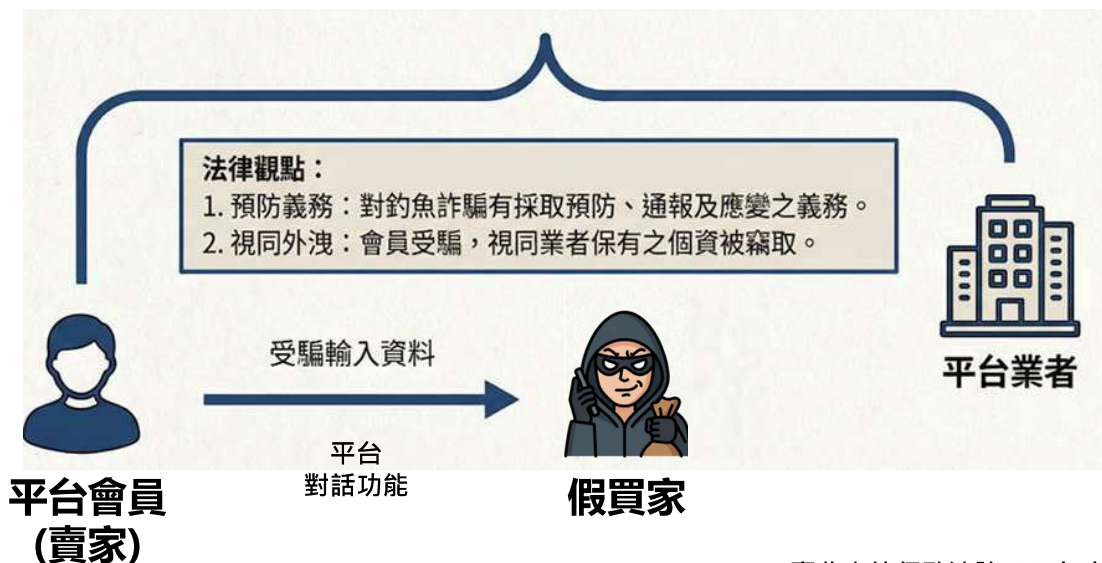 法律觀點：
1. 預防義務：對釣魚詐騙有採取預防、通報及應變之義務。
2. 視同外洩：會員受騙，視同業者保有之個資被竊取。
受騙輸入資料
平台
對話功能
平台會員
(賣家)
假買家
平台業者